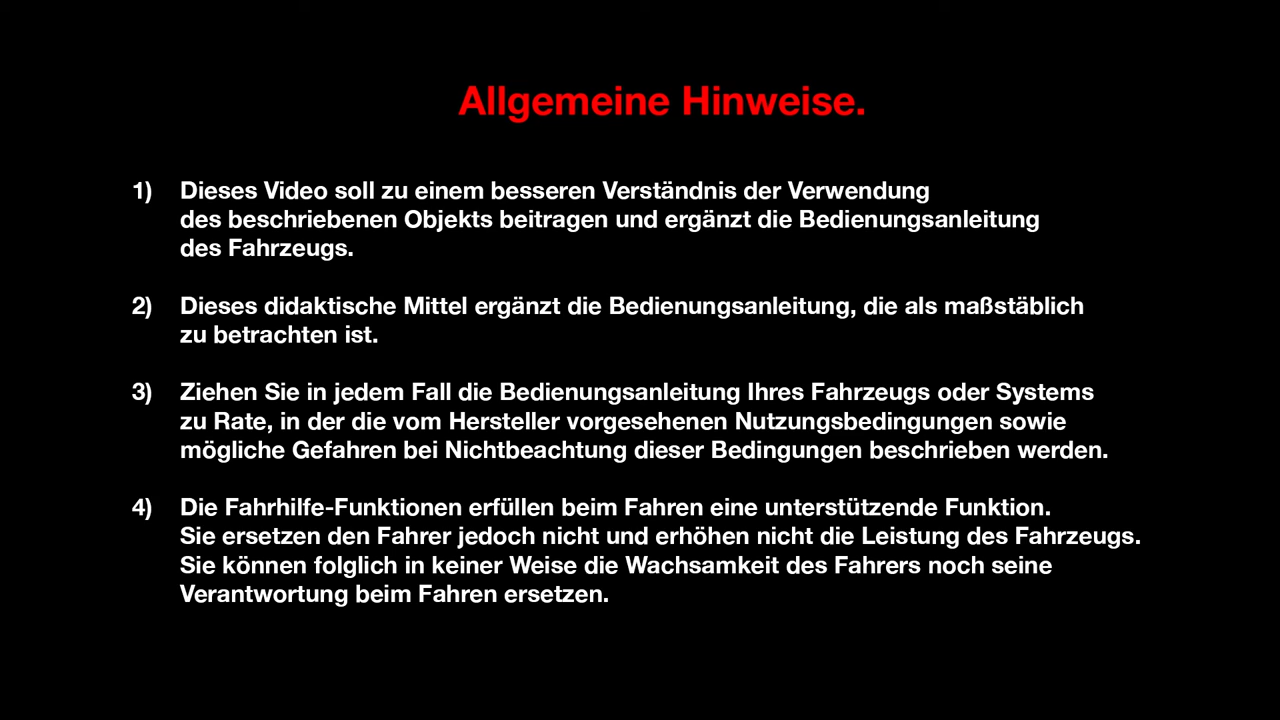 Allgemeine Hinweise.
1) Dieses Video soll zu einem besseren Verständnis der Verwendung
des beschriebenen Objekts beitragen und ergänzt die Bedienungsanleitung
des Fahrzeugs.
2) Dieses didaktische Mittel ergänzt die Bedienungsanleitung, die als maßstäblich
zu betrachten ist.
3) Ziehen Sie in jedem Fall die Bedienungsanleitung Ihres Fahrzeugs oder Systems
zu Rate, in der die vom Hersteller vorgesehenen Nutzungsbedingungen sowie
mögliche Gefahren bei Nichtbeachtung dieser Bedingungen beschrieben werden.
4) Die Fahrhilfe-Funktionen erfüllen beim Fahren eine unterstützende Funktion.
Sie ersetzen den Fahrer jedoch nicht und erhöhen nicht die Leistung des Fahrzeugs.
Sie können folglich in keiner Weise die Wachsamkeit des Fahrers noch seine
Verantwortung beim Fahren ersetzen.